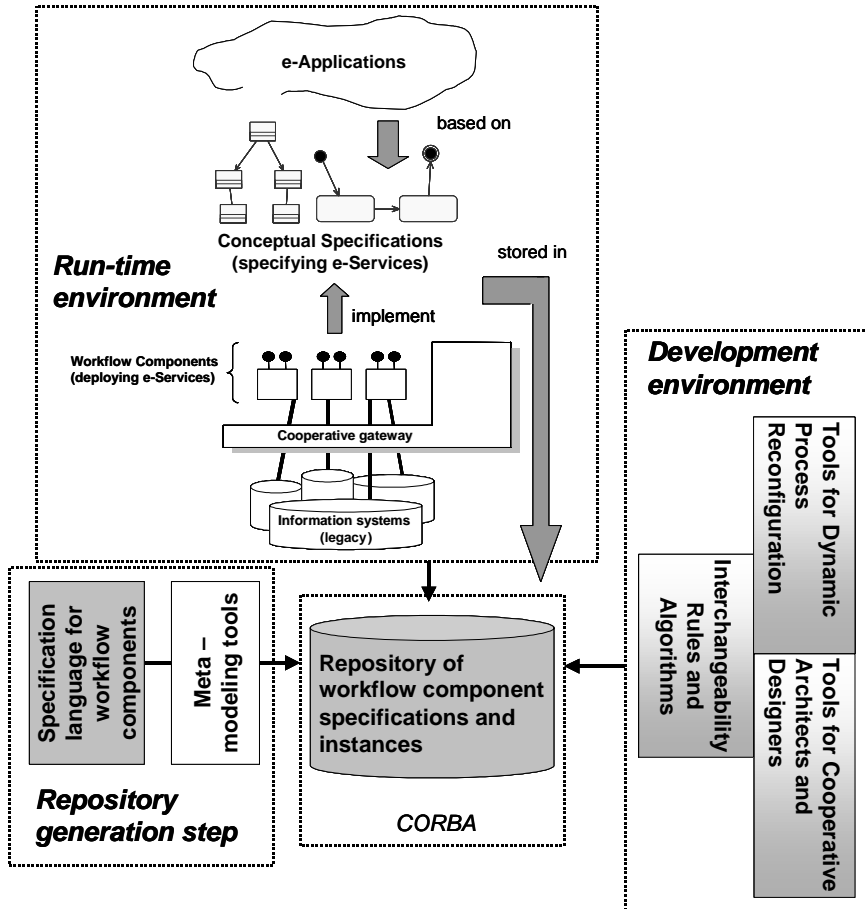 e-Applications
based on
Conceptual Specifications
(specifying e-Services)
stored in
Run-time
environment
implement
Workflow Components
(deploying e-Services)
Cooperative gateway
Information systems
(legacy)
Development
environment
Tools for Dynamic
Process
Reconfiguration
Interchangeability
Rules and
Algorithms
Tools for Cooperative
Architects and
Designers
Specification
language for
workflow
components
Meta –
modeling tools
Repository of
workflow component
specifications and
instances
Repository
generation step
CORBA